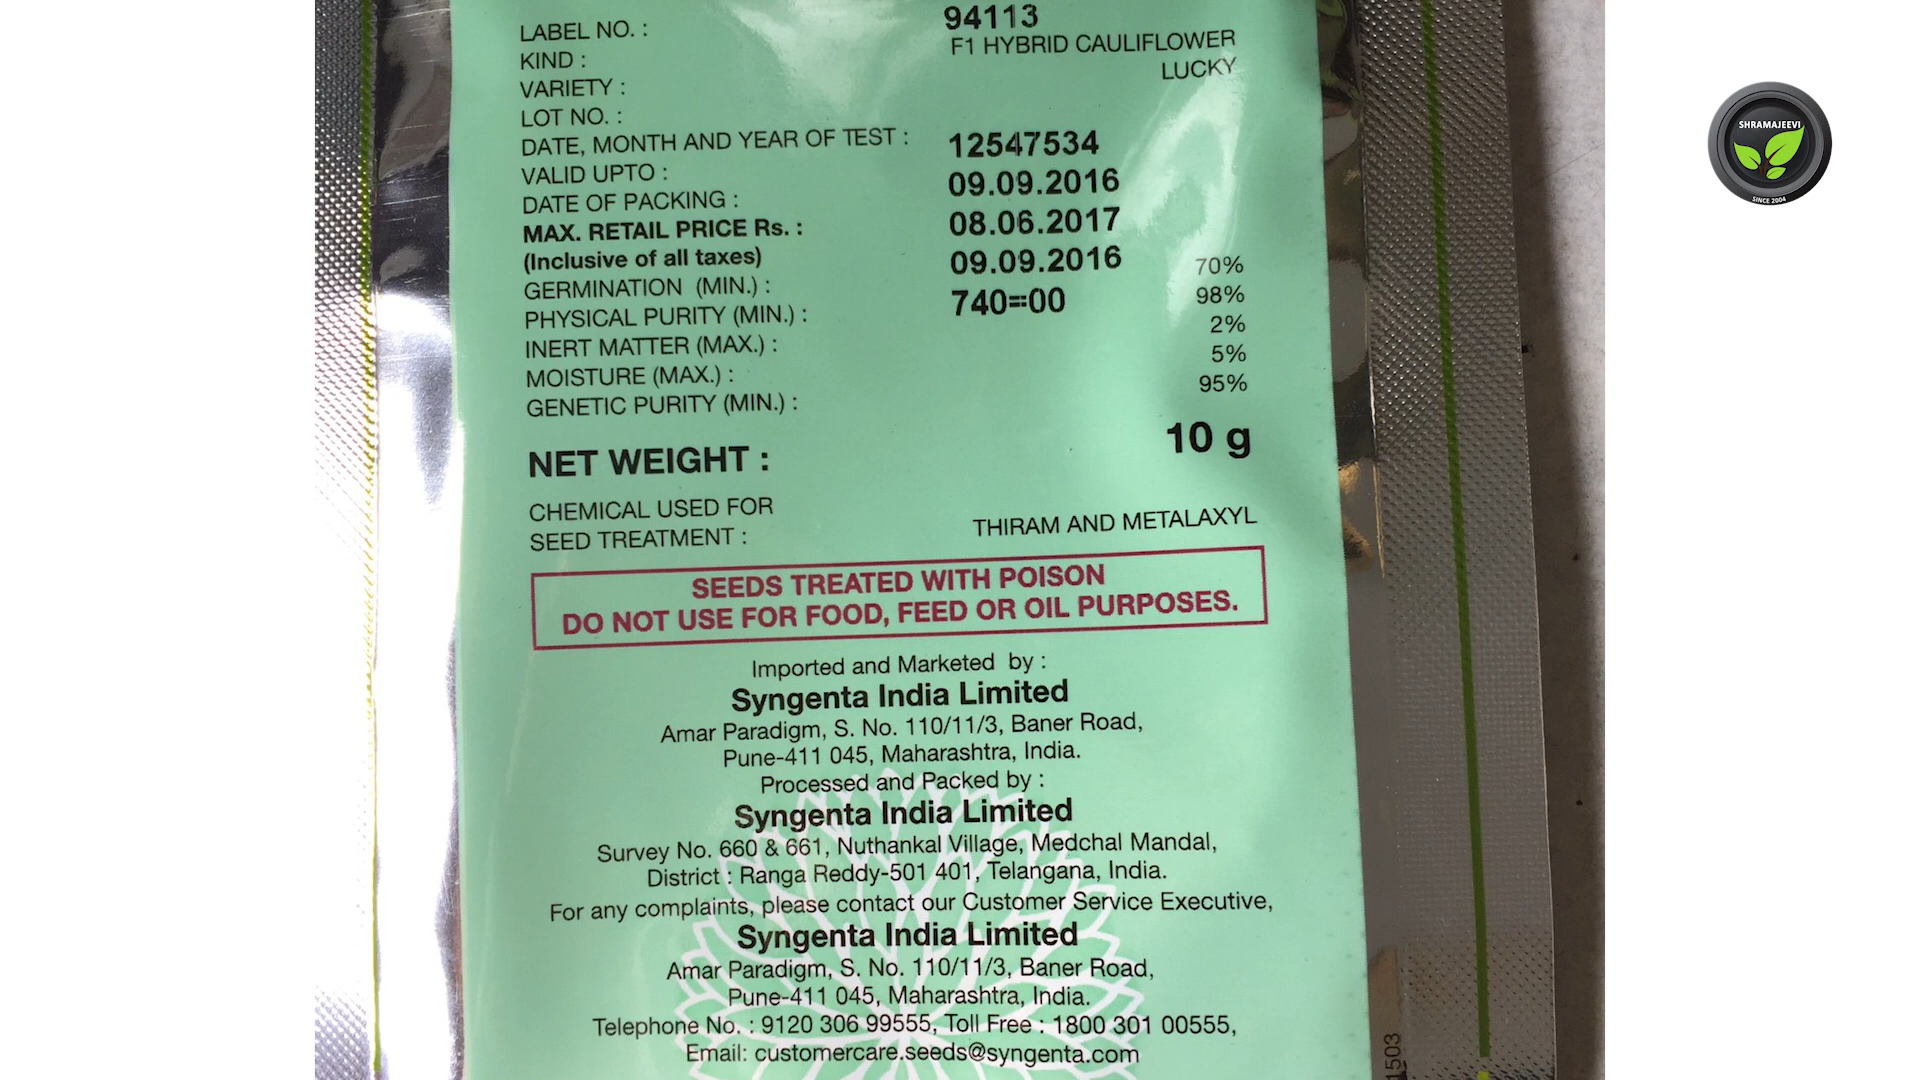 LABEL NO. : 94113
KIND : F1 HYBRID CAULIFLOWER
VARIETY : LUCKY
LOT NO. : 12547534
DATE, MONTH AND YEAR OF TEST : 09.09.2016
VALID UPTO : 08.06.2017
DATE OF PACKING : 09.09.2016
MAX. RETAIL PRICE Rs. : 740=00
(Inclusive of all taxes)
GERMINATION (MIN.) : 70%
PHYSICAL PURITY (MIN.) : 98%
INERT MATTER (MAX.) : 2%
MOISTURE (MAX.) : 5%
GENETIC PURITY (MIN.) : 95%
NET WEIGHT : 10 g
CHEMICAL USED FOR
SEED TREATMENT : THIRAM AND METALAXYL
SEEDS TREATED WITH POISON
DO NOT USE FOR FOOD, FEED OR OIL PURPOSES.
Imported and Marketed by :
Syngenta India Limited
Amar Paradigm, S. No. 110/11/3, Baner Road,
Pune-411 045, Maharashtra, India.
Processed and Packed by :
Syngenta India Limited
Survey No. 660 & 661, Nuthankal Village, Medchal Mandal,
District : Ranga Reddy-501 401, Telangana, India.
For any complaints, please contact our Customer Service Executive,
Syngenta India Limited
Amar Paradigm, S. No. 110/11/3, Baner Road,
Pune-411 045, Maharashtra, India.
Telephone No. : 9120 306 99555, Toll Free : 1800 301 00555,
Email: customercare.seeds@syngenta.com
1503
SHRAMAJEEVI
SINCE 2004